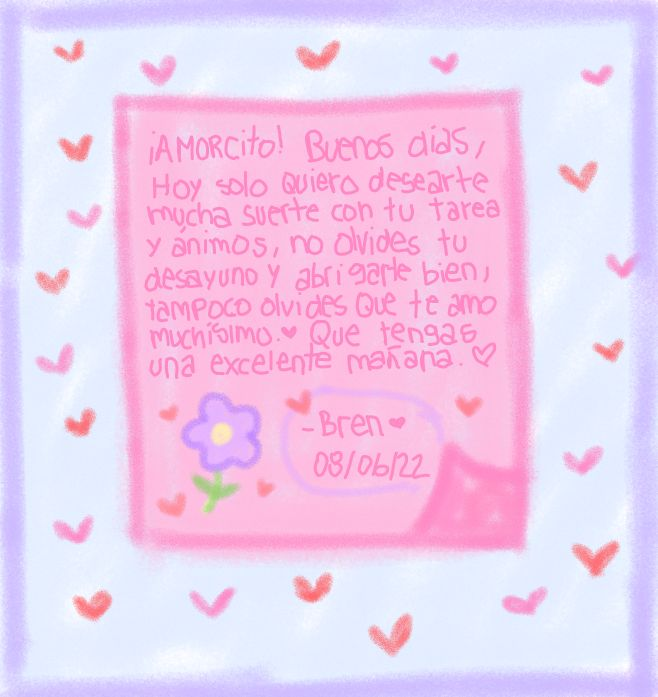 ¡AMORCito! Buenos días,
Hoy solo Quiero desearte
mucha suerte con tu tarea
y ánimos, no olvides tu
desayuno y abrigarte bien,
tampoco olvides Que te amo
muchísimo.♥ Que tengas
una excelente mañana.♡
-Bren♥
08/06/22